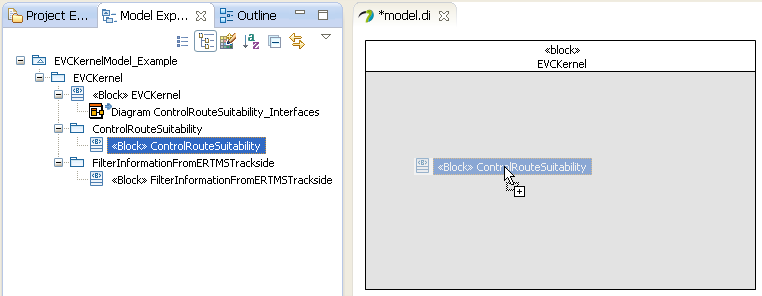 Project E... Model Exp... Outline
EVCKernelModel_Example
EVCKernel
«Block» EVCKernel
Diagram ControlRouteSuitability_Interfaces
ControlRouteSuitability
«Block» ControlRouteSuitability
FilterInformationFromERTMSTrackside
«Block» FilterInformationFromERTMSTrackside
*model.di
«block»
EVCKernel
«Block» ControlRouteSuitability